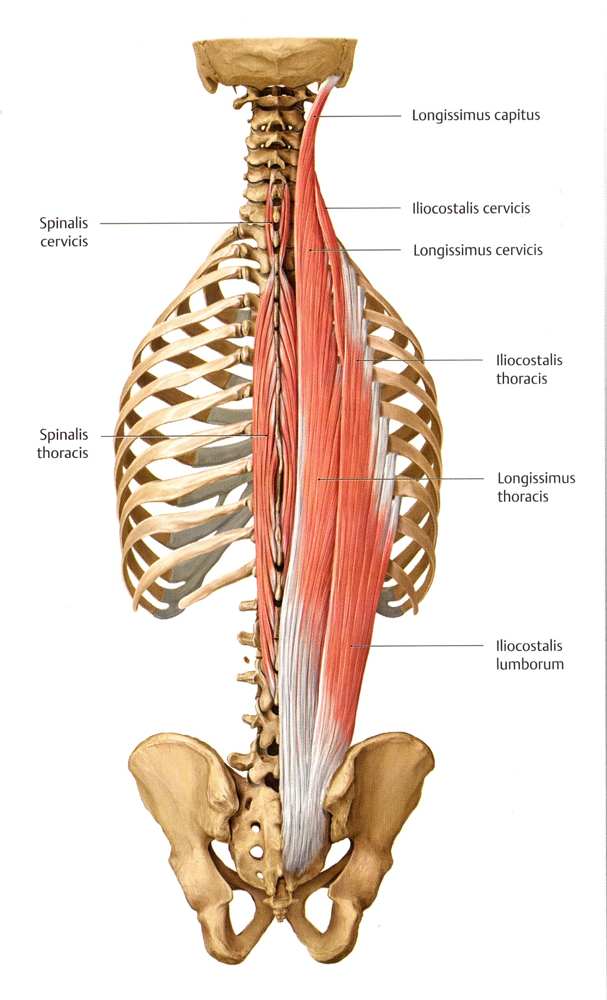 Longissimus capitus
Iliocostalis cervicis
Spinalis
cervicis
Longissimus cervicis
Iliocostalis
thoracis
Spinalis
thoracis
Longissimus
thoracis
Iliocostalis
lumborum